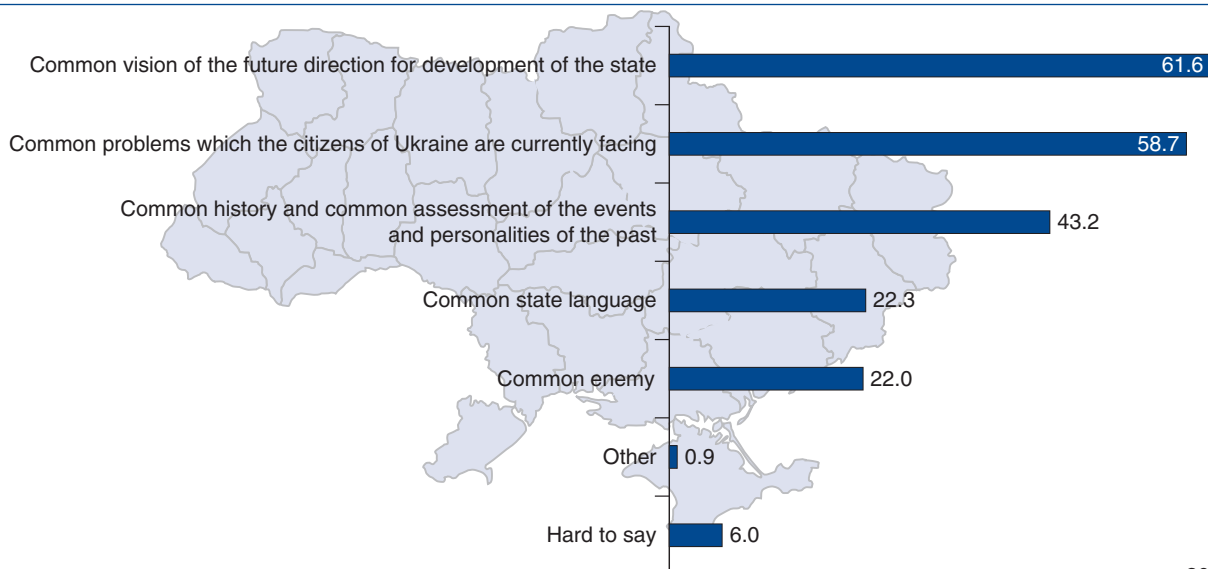 Common vision of the future direction for development of the state 61.6
Common problems which the citizens of Ukraine are currently facing 58.7
Common history and common assessment of the events
and personalities of the past 43.2
Common state language 22.3
Common enemy 22.0
Other 0.9
Hard to say 6.0